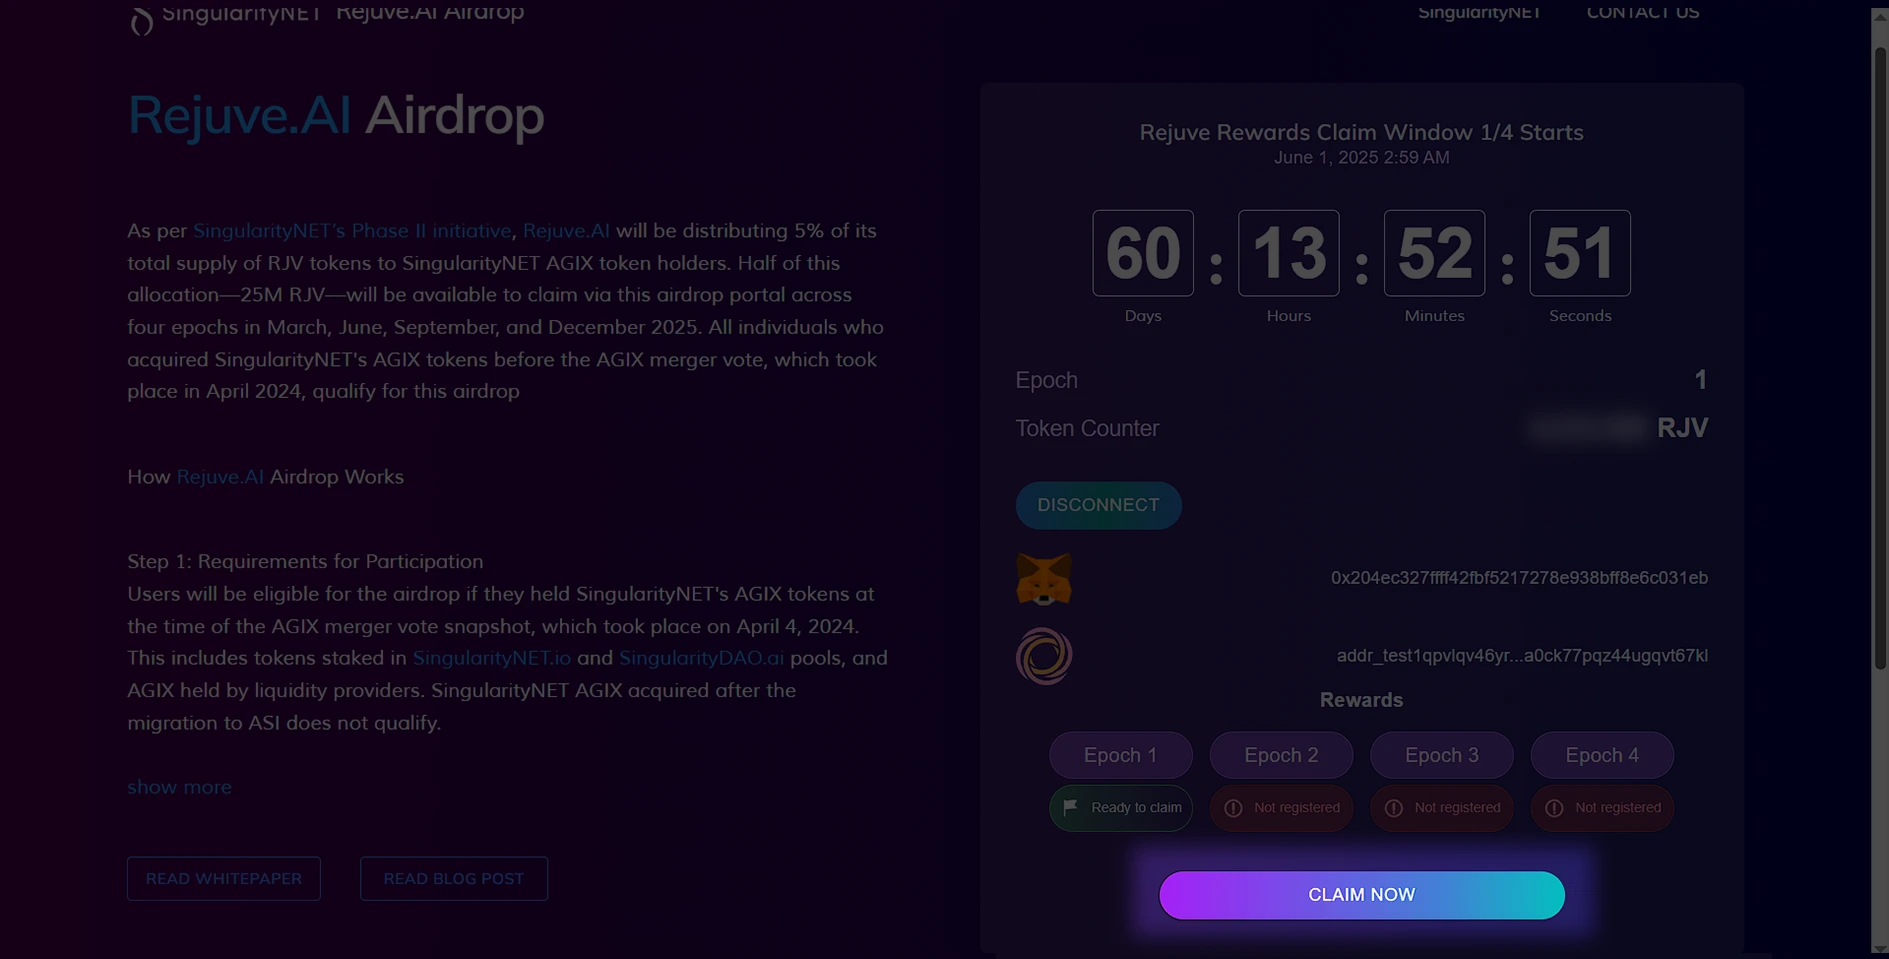 SingularityNET Rejuve.AI Airdrop
SingularityNET CONTACT US
Rejuve.AI Airdrop
As per SingularityNET's Phase II initiative, Rejuve.AI will be distributing 5% of its
total supply of RJV tokens to SingularityNET AGIX token holders. Half of this
allocation—25M RJV—will be available to claim via this airdrop portal across
four epochs in March, June, September, and December 2025. All individuals who
acquired SingularityNET's AGIX tokens before the AGIX merger vote, which took
place in April 2024, qualify for this airdrop
How Rejuve.AI Airdrop Works
Step 1: Requirements for Participation
Users will be eligible for the airdrop if they held SingularityNET's AGIX tokens at
the time of the AGIX merger vote snapshot, which took place on April 4, 2024.
This includes tokens staked in SingularityNET.io and SingularityDAO.ai pools, and
AGIX held by liquidity providers. SingularityNET AGIX acquired after the
migration to ASI does not qualify.
show more
READ WHITEPAPER READ BLOG POST
Rejuve Rewards Claim Window 1/4 Starts
June 1, 2025 2:59 AM
60 : 13 : 52 : 51
Days Hours Minutes Seconds
Epoch 1
Token Counter RJV
DISCONNECT
0x204ec327ffff42fbf5217278e938bff8e6c031eb
addr_test1qpvlqv46yr...a0ck77pqz44ugqvt67kl
Rewards
Epoch 1 Epoch 2 Epoch 3 Epoch 4
Ready to claim Not registered Not registered Not registered
CLAIM NOW